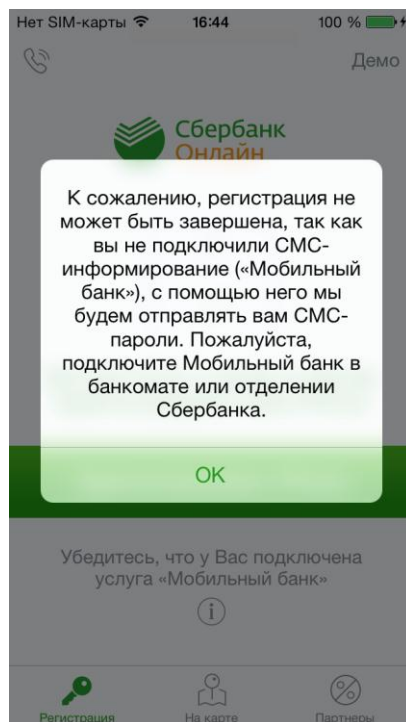 Нет SIM-карты 16:44 100 %
Демо
Сбербанк
Онлайн
К сожалению, регистрация не
может быть завершена, так как
вы не подключили СМС-
информирование («Мобильный
банк»), с помощью него мы
будем отправлять вам СМС-
пароли. Пожалуйста,
подключите Мобильный банк в
банкомате или отделении
Сбербанка.
OK
Убедитесь, что у Вас подключена
услуга «Мобильный банк»
i
Регистрация На карте Партнеры